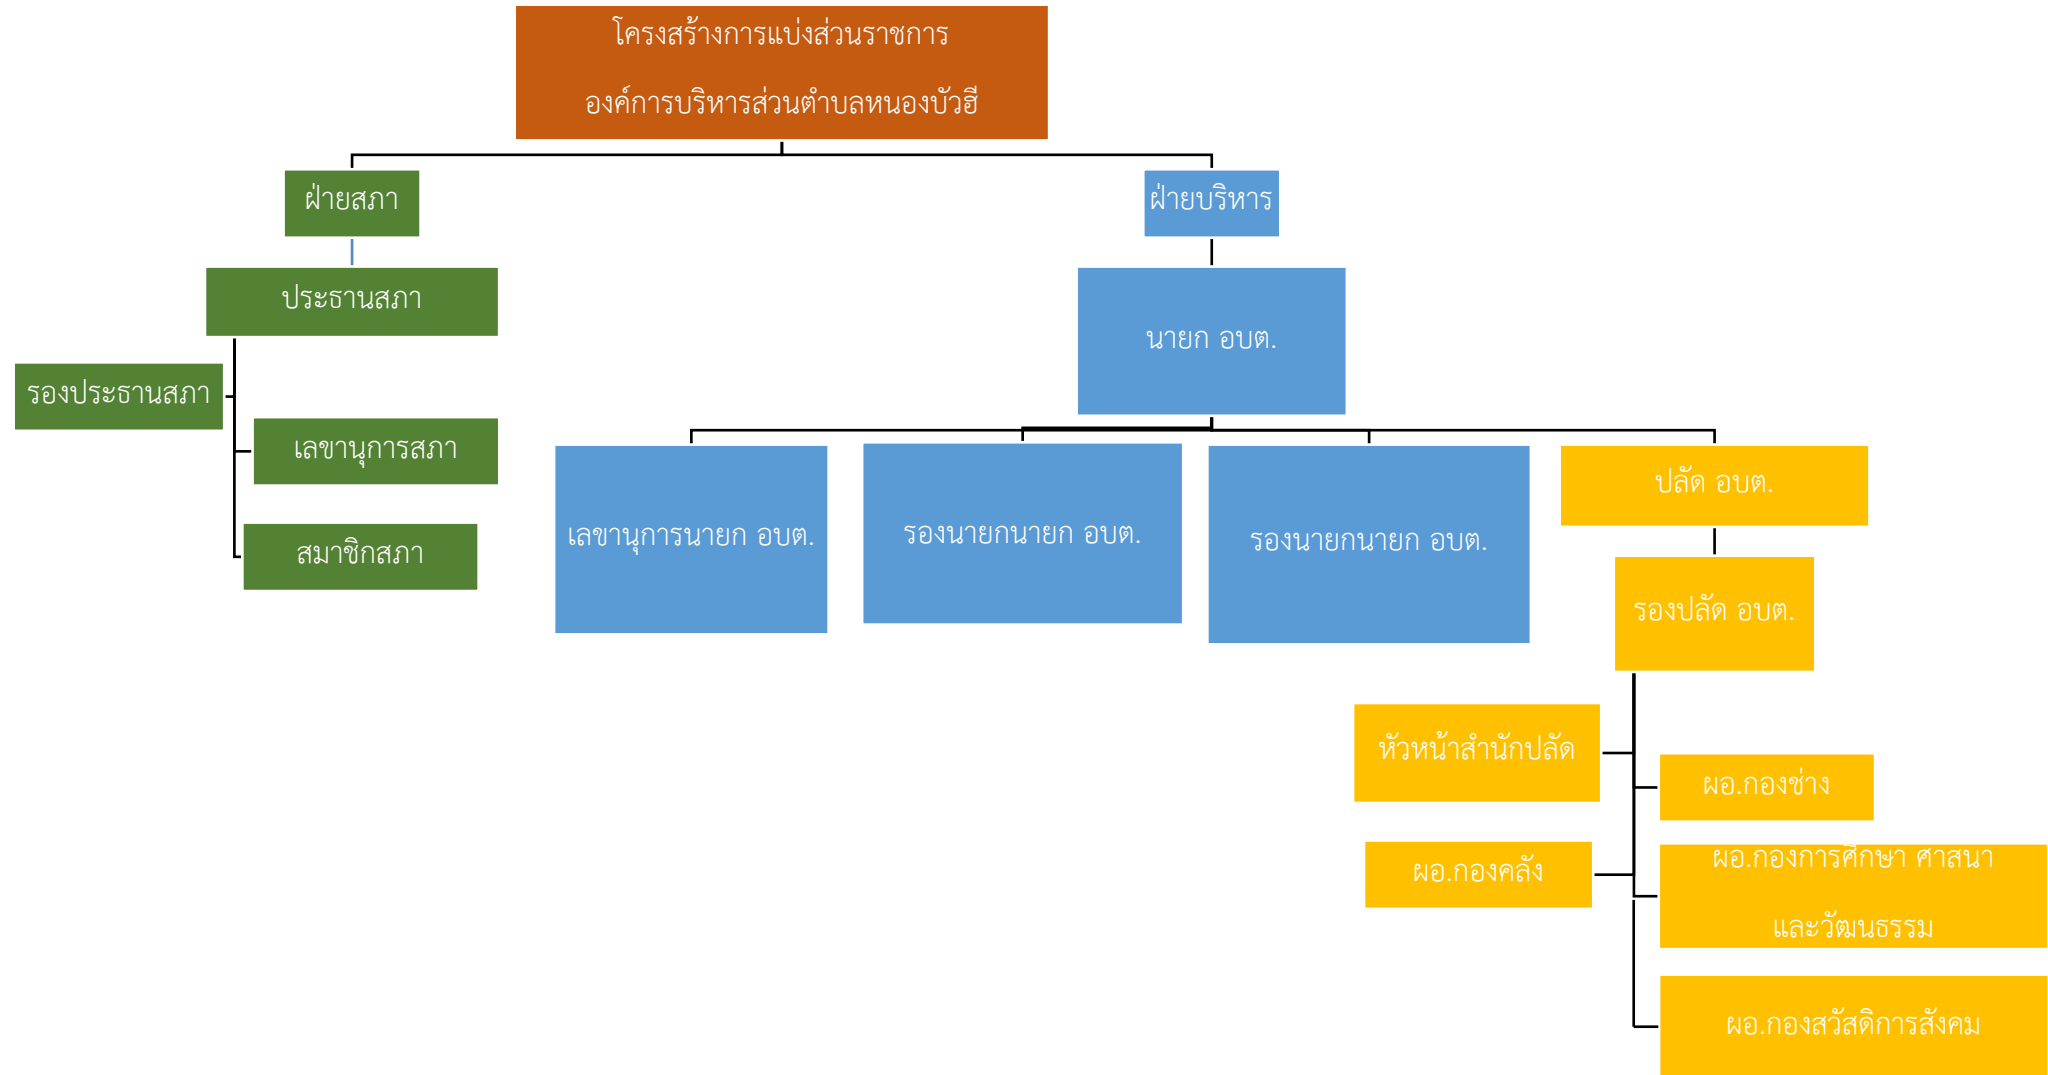 โครงสร้างการแบ่งส่วนราชการ
องค์การบริหารส่วนตำบลหนองบัวฮี
ฝ่ายสภา
ฝ่ายบริหาร
ประธานสภา
นายก อบต.
รองประธานสภา
เลขานุการสภา
สมาชิกสภา
เลขานุการนายก อบต.
รองนายกนายก อบต.
รองนายกนายก อบต.
ปลัด อบต.
รองปลัด อบต.
หัวหน้าสำนักปลัด
ผอ.กองช่าง
ผอ.กองคลัง
ผอ.กองการศึกษา ศาสนา
และวัฒนธรรม
ผอ.กองสวัสดิการสังคม